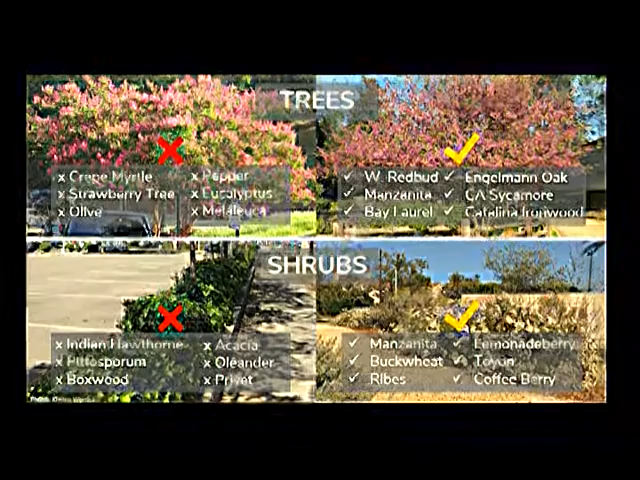 TREES
x Crepe Myrtle x Pepper
x Strawberry Tree x Eucalyptus
x Olive x Melaleuca
✓ W. Redbud ✓ Engelmann Oak
✓ Manzanita ✓ CA Sycamore
✓ Bay Laurel ✓ Catalina Ironwood
SHRUBS
x Indian Hawthorne x Acacia
x Pittosporum x Oleander
x Boxwood x Privet
✓ Manzanita ✓ Lemonadeberry
✓ Buckwheat ✓ Toyon
✓ Ribes ✓ Coffee Berry